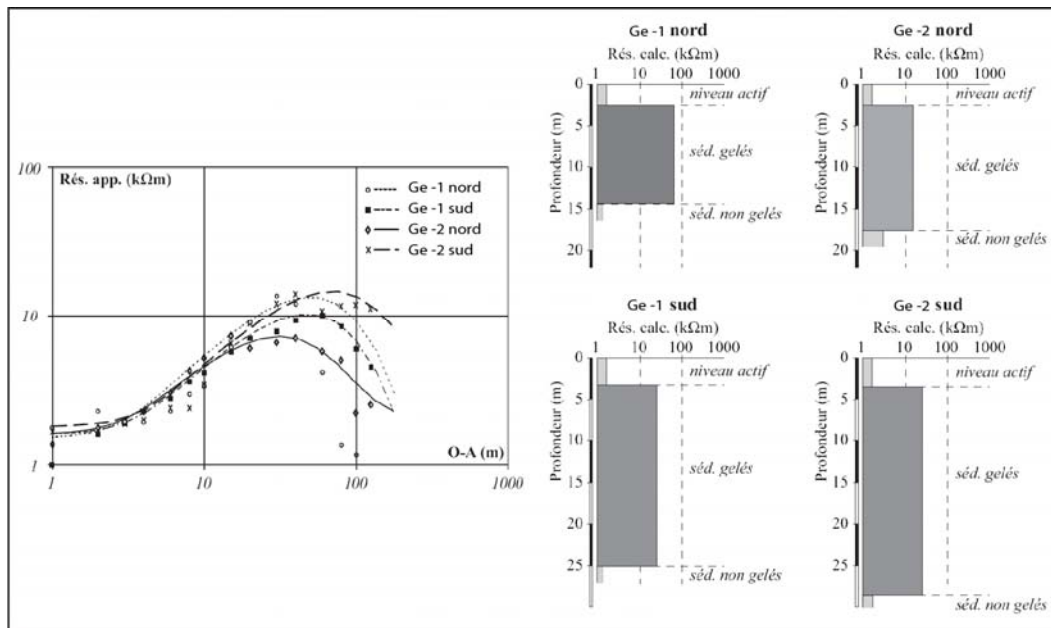 100
Rés. app. (kΩm)
Ge -1 nord
Ge -1 sud
Ge -2 nord
Ge -2 sud
10
1
O-A (m)
1 10 100 1000
Ge -1 nord
Rés. calc. (kΩm)
1 10 100 1000
Profondeur (m)
0
5
10
15
20
niveau actif
séd. gelés
séd. non gelés
Ge -2 nord
Rés. calc. (kΩm)
1 10 100 1000
Profondeur (m)
0
5
10
15
20
niveau actif
séd. gelés
séd. non gelés
Ge -1 sud
Rés. calc. (kΩm)
1 10 100 1000
Profondeur (m)
0
5
10
15
20
25
niveau actif
séd. gelés
séd. non gelés
Ge -2 sud
Rés. calc. (kΩm)
1 10 100 1000
Profondeur (m)
0
5
10
15
20
25
niveau actif
séd. gelés
séd. non gelés